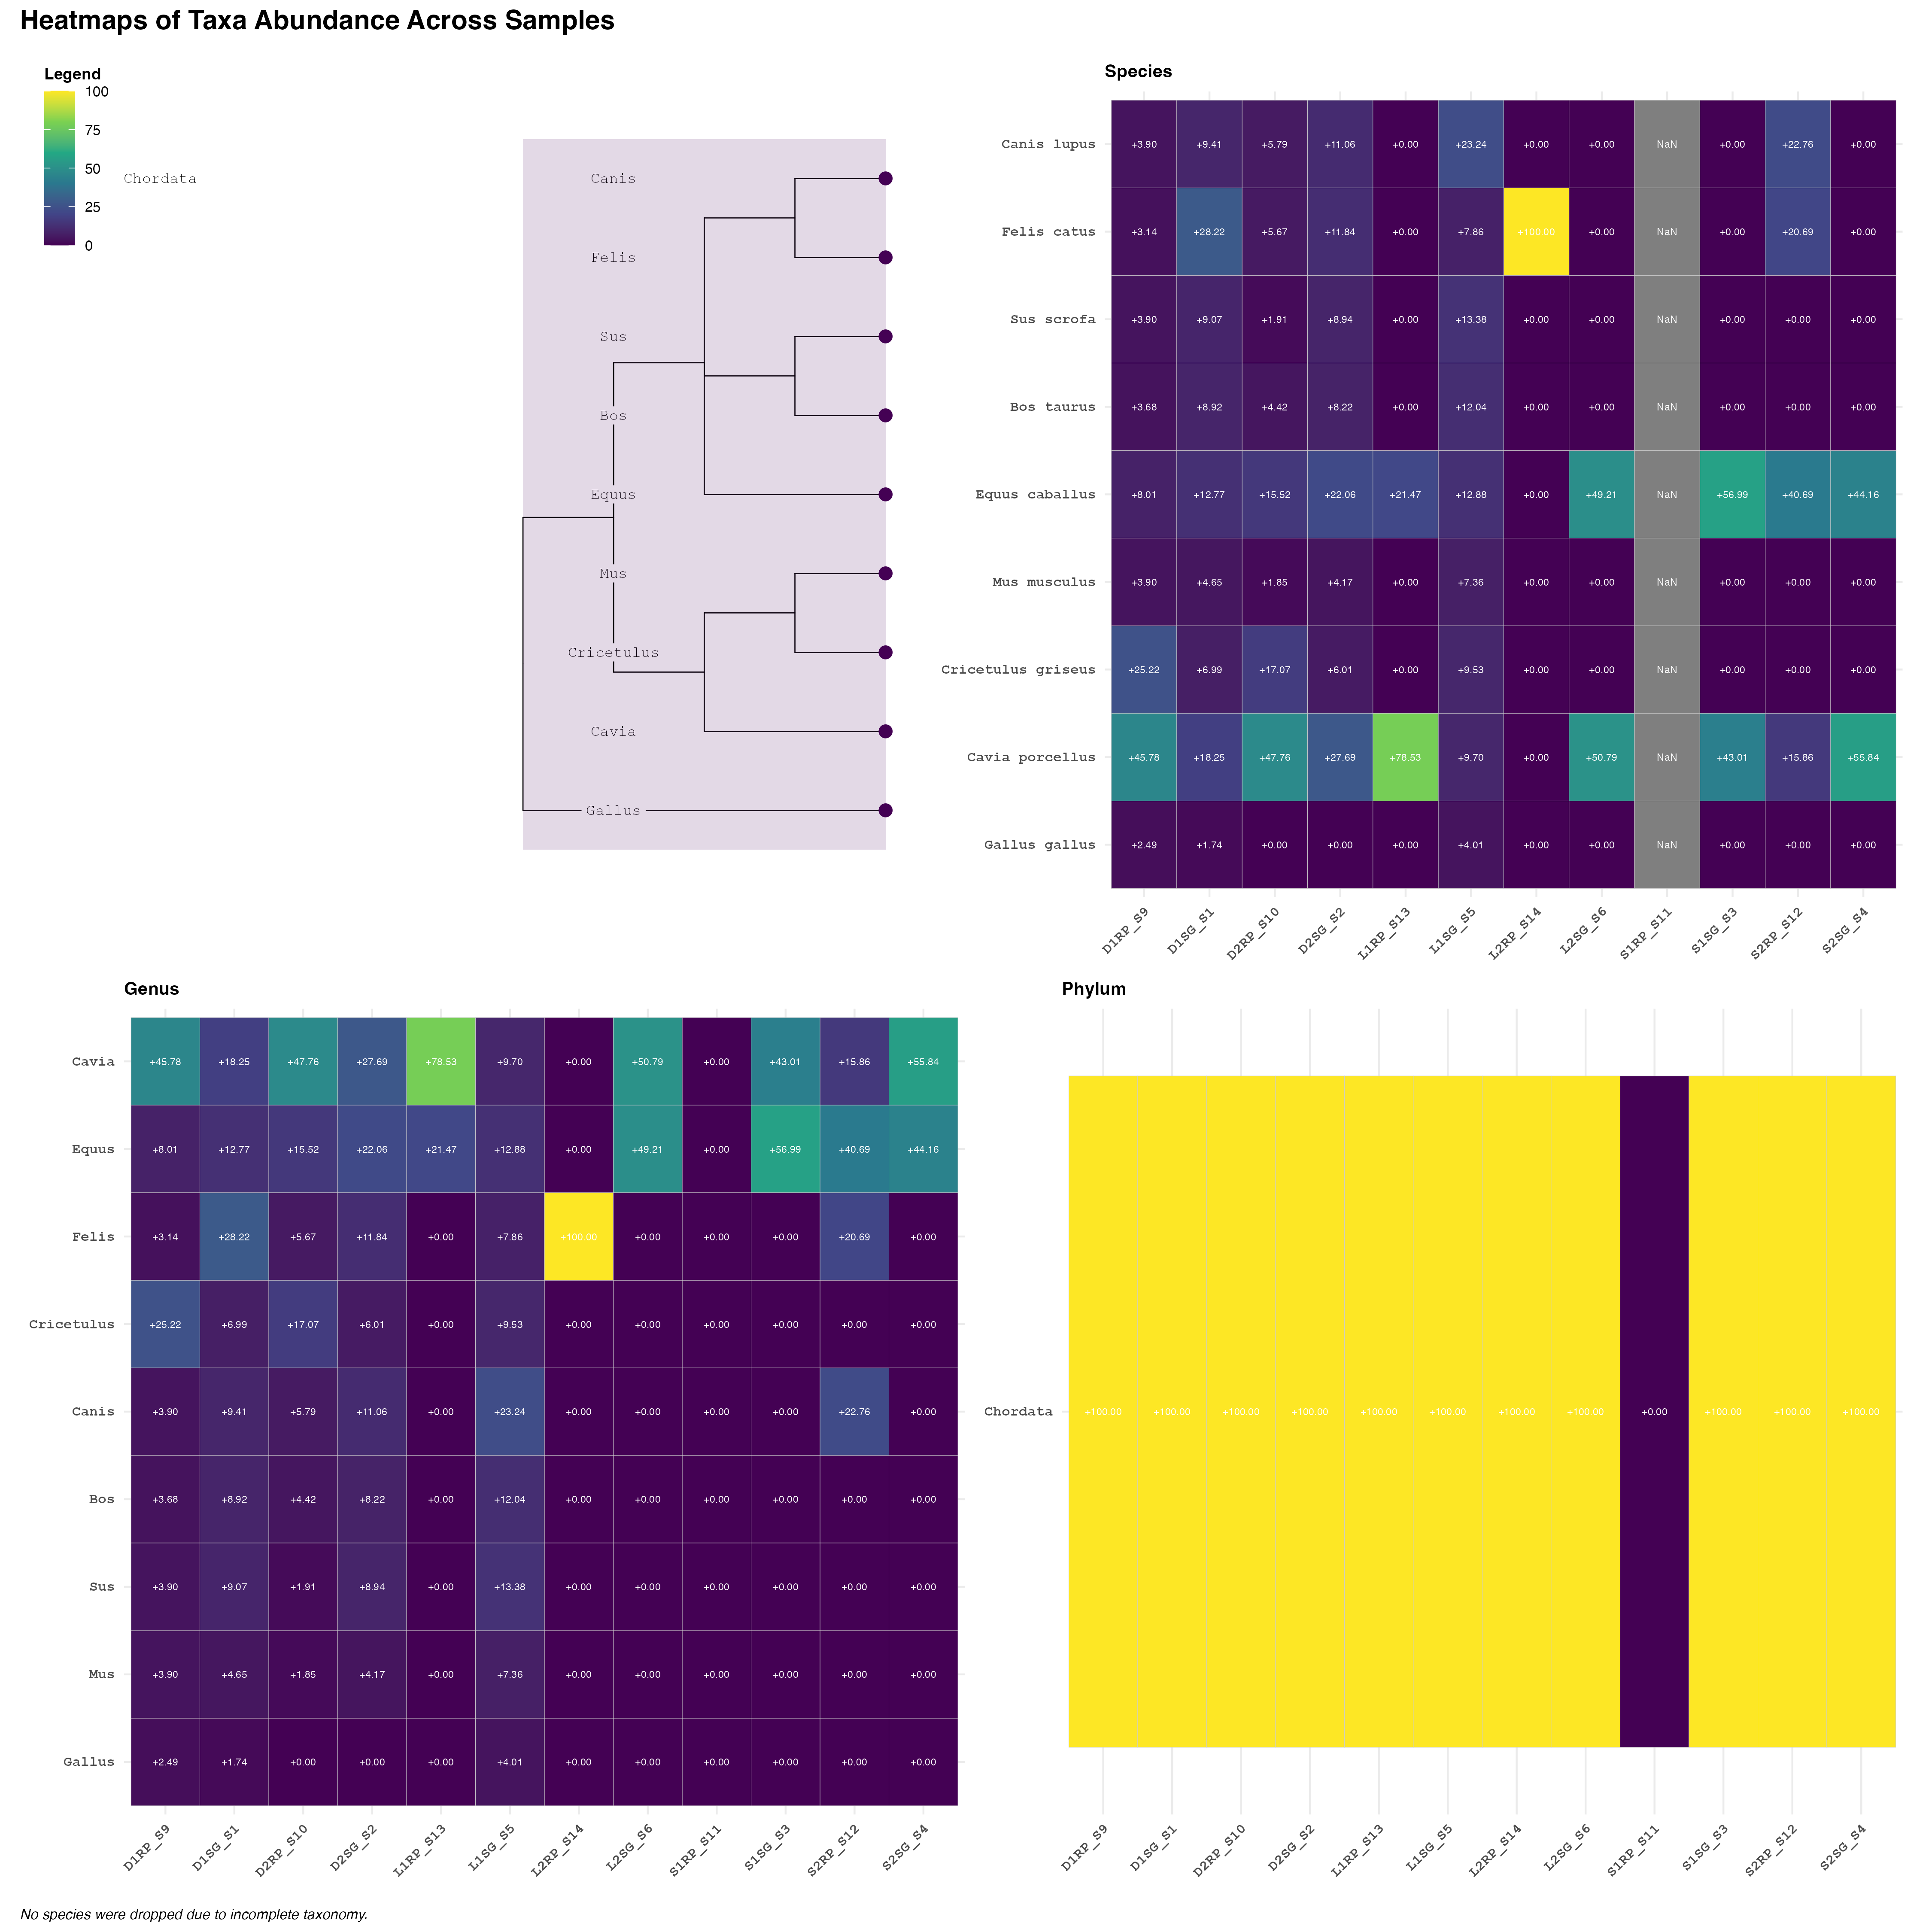 Heatmaps of Taxa Abundance Across Samples
Legend
100
75
50
25
0
Chordata
Canis
Felis
Sus
Bos
Equus
Mus
Cricetulus
Cavia
Gallus
Species
Canis lupus +3.90 +9.41 +5.79 +11.06 +0.00 +23.24 +0.00 +0.00 NaN +0.00 +22.76 +0.00
Felis catus +3.14 +28.22 +5.67 +11.84 +0.00 +7.86 +100.00 +0.00 NaN +0.00 +20.69 +0.00
Sus scrofa +3.90 +9.07 +1.91 +8.94 +0.00 +13.38 +0.00 +0.00 NaN +0.00 +0.00 +0.00
Bos taurus +3.68 +8.92 +4.42 +8.22 +0.00 +12.04 +0.00 +0.00 NaN +0.00 +0.00 +0.00
Equus caballus +8.01 +12.77 +15.52 +22.06 +21.47 +12.88 +0.00 +49.21 NaN +56.99 +40.69 +44.16
Mus musculus +3.90 +4.65 +1.85 +4.17 +0.00 +7.36 +0.00 +0.00 NaN +0.00 +0.00 +0.00
Cricetulus griseus +25.22 +6.99 +17.07 +6.01 +0.00 +9.53 +0.00 +0.00 NaN +0.00 +0.00 +0.00
Cavia porcellus +45.78 +18.25 +47.76 +27.69 +78.53 +9.70 +0.00 +50.79 NaN +43.01 +15.86 +55.84
Gallus gallus +2.49 +1.74 +0.00 +0.00 +0.00 +4.01 +0.00 +0.00 NaN +0.00 +0.00 +0.00
D1RP_S9 D1SG_S1 D2RP_S10 D2SG_S2 L1RP_S13 L1SG_S5 L2RP_S14 L2SG_S6 S1RP_S11 S1SG_S3 S2RP_S12 S2SG_S4
Genus
Cavia +45.78 +18.25 +47.76 +27.69 +78.53 +9.70 +0.00 +50.79 +0.00 +43.01 +15.86 +55.84
Equus +8.01 +12.77 +15.52 +22.06 +21.47 +12.88 +0.00 +49.21 +0.00 +56.99 +40.69 +44.16
Felis +3.14 +28.22 +5.67 +11.84 +0.00 +7.86 +100.00 +0.00 +0.00 +0.00 +20.69 +0.00
Cricetulus +25.22 +6.99 +17.07 +6.01 +0.00 +9.53 +0.00 +0.00 +0.00 +0.00 +0.00 +0.00
Canis +3.90 +9.41 +5.79 +11.06 +0.00 +23.24 +0.00 +0.00 +0.00 +0.00 +22.76 +0.00
Bos +3.68 +8.92 +4.42 +8.22 +0.00 +12.04 +0.00 +0.00 +0.00 +0.00 +0.00 +0.00
Sus +3.90 +9.07 +1.91 +8.94 +0.00 +13.38 +0.00 +0.00 +0.00 +0.00 +0.00 +0.00
Mus +3.90 +4.65 +1.85 +4.17 +0.00 +7.36 +0.00 +0.00 +0.00 +0.00 +0.00 +0.00
Gallus +2.49 +1.74 +0.00 +0.00 +0.00 +4.01 +0.00 +0.00 +0.00 +0.00 +0.00 +0.00
D1RP_S9 D1SG_S1 D2RP_S10 D2SG_S2 L1RP_S13 L1SG_S5 L2RP_S14 L2SG_S6 S1RP_S11 S1SG_S3 S2RP_S12 S2SG_S4
Phylum
Chordata +100.00 +100.00 +100.00 +100.00 +100.00 +100.00 +100.00 +100.00 +0.00 +100.00 +100.00 +100.00
D1RP_S9 D1SG_S1 D2RP_S10 D2SG_S2 L1RP_S13 L1SG_S5 L2RP_S14 L2SG_S6 S1RP_S11 S1SG_S3 S2RP_S12 S2SG_S4
No species were dropped due to incomplete taxonomy.